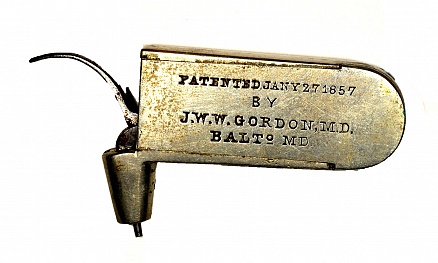 PATENTED JANY 27 1857
BY
J.W.W. GORDON, M.D.
BALTO MD